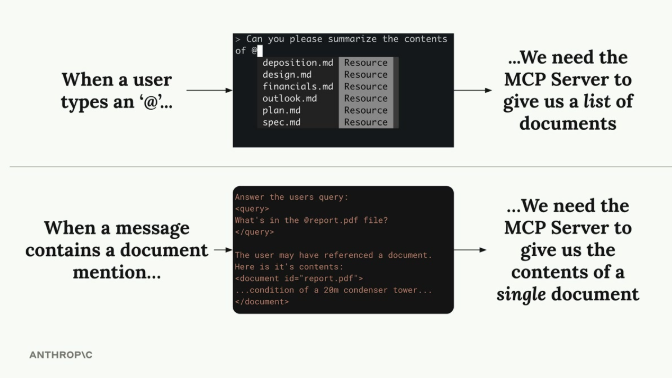 When a user
types an ‘@’...
> Can you please summarize the contents
of @
deposition.md Resource
design.md Resource
financials.md Resource
outlook.md Resource
plan.md Resource
spec.md Resource
...We need the
MCP Server to
give us a list of
documents
When a message
contains a document
mention...
Answer the users query:
<query>
What's in the @report.pdf file?
</query>
The user may have referenced a document.
Here is it's contents:
<document id="report.pdf">
...condition of a 20m condenser tower...
</document>
...We need the
MCP Server to
give us the
contents of a
single document
ANTHROP\C